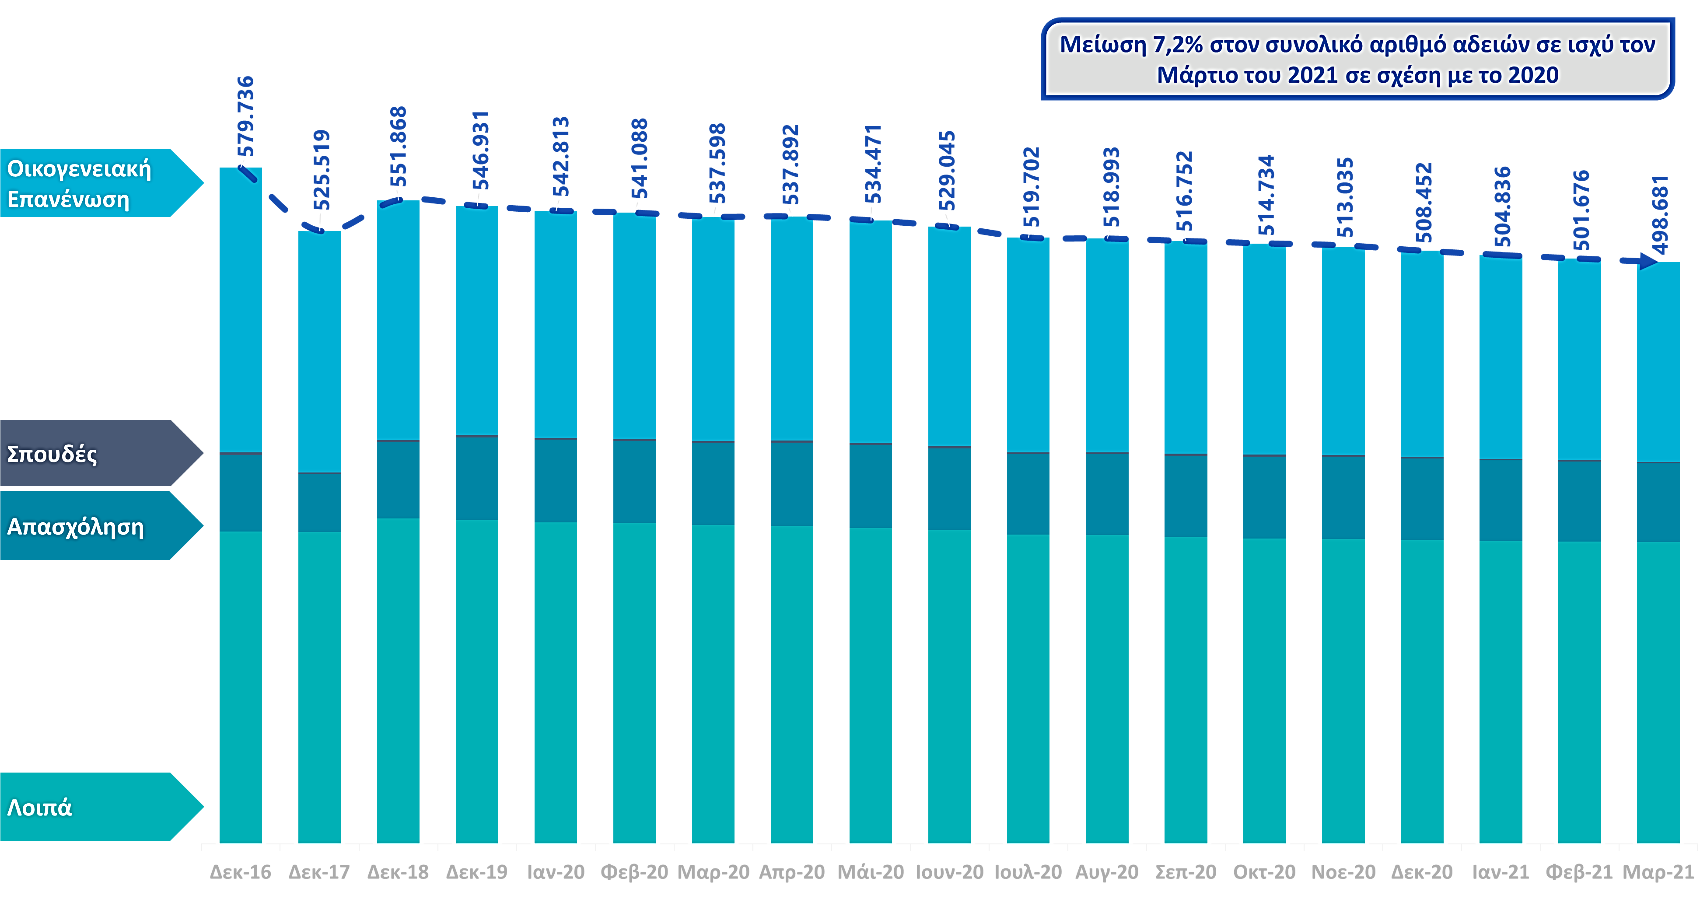 Μείωση 7,2% στον συνολικό αριθμό αδειών σε ισχύ τον
Μάρτιο του 2021 σε σχέση με το 2020
579.736
525.519
551.868
546.931
542.813
541.088
537.598
537.892
534.471
529.045
519.702
518.993
516.752
514.734
513.035
508.452
504.836
501.676
498.681
Οικογενειακή
Επανένωση
Σπουδές
Απασχόληση
Λοιπά
Δεκ-16
Δεκ-17
Δεκ-18
Δεκ-19
Ιαν-20
Φεβ-20
Μαρ-20
Απρ-20
Μάι-20
Ιουν-20
Ιουλ-20
Αυγ-20
Σεπ-20
Οκτ-20
Νοε-20
Δεκ-20
Ιαν-21
Φεβ-21
Μαρ-21